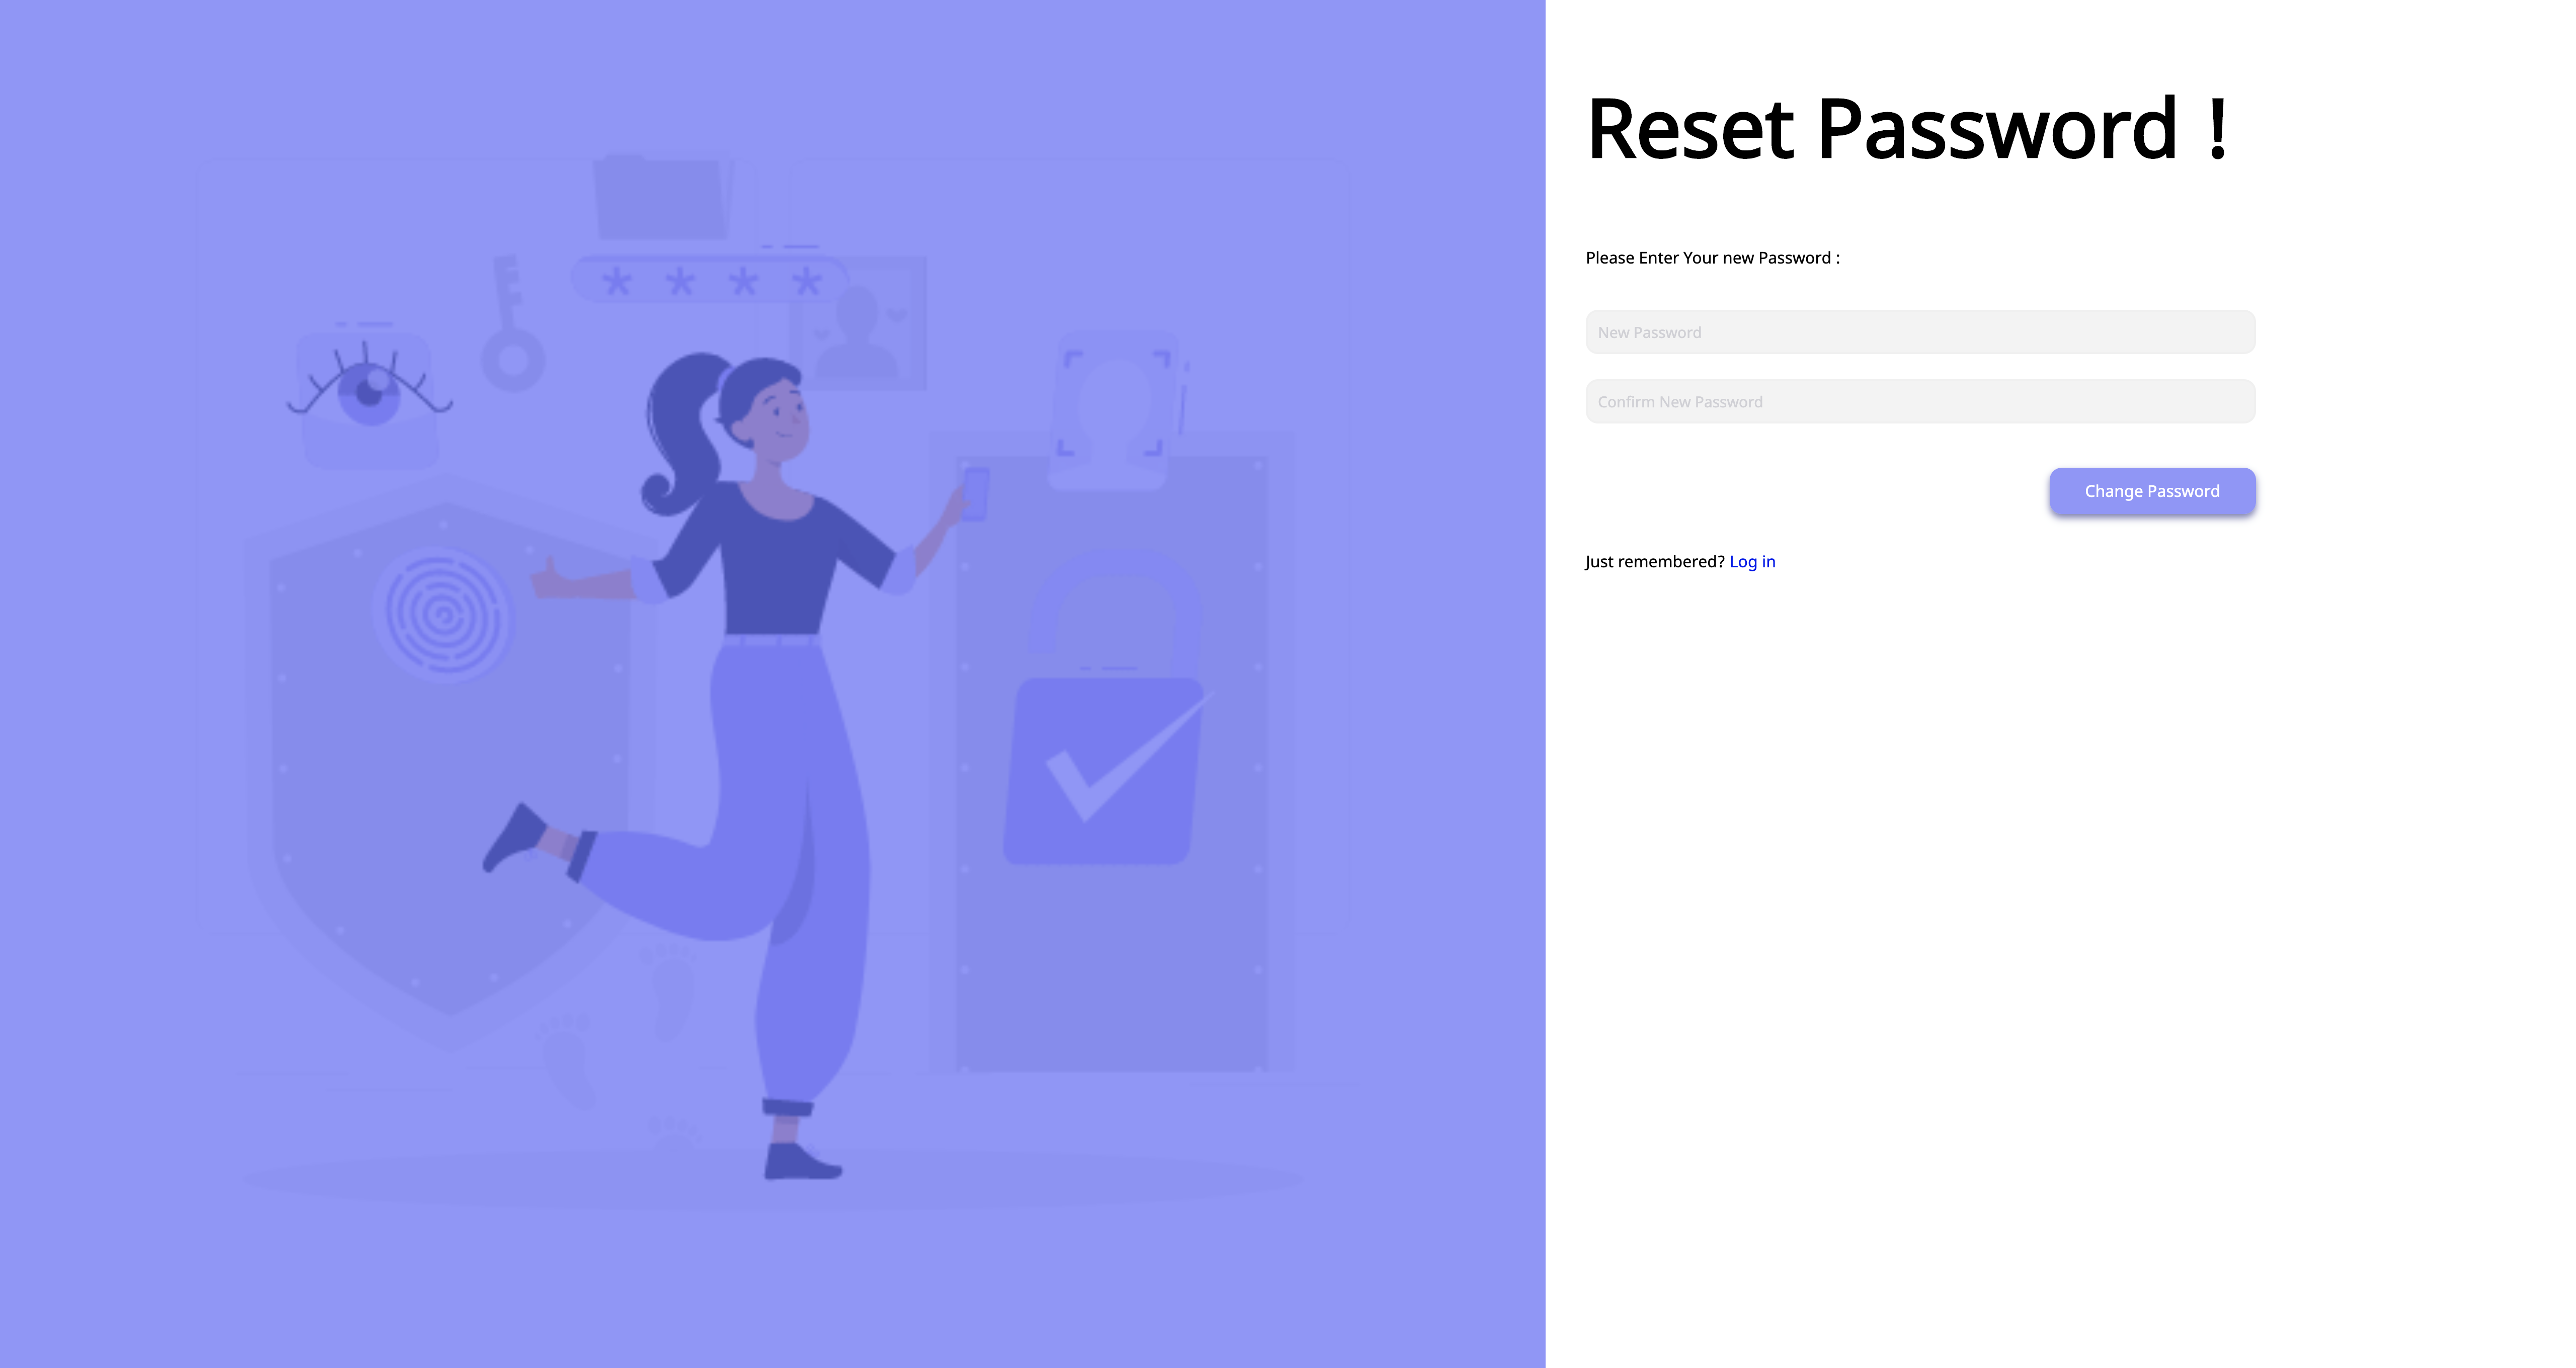 Reset Password !
Please Enter Your new Password :
* * * *
New Password
Confirm New Password
Change Password
Just remembered? Log in